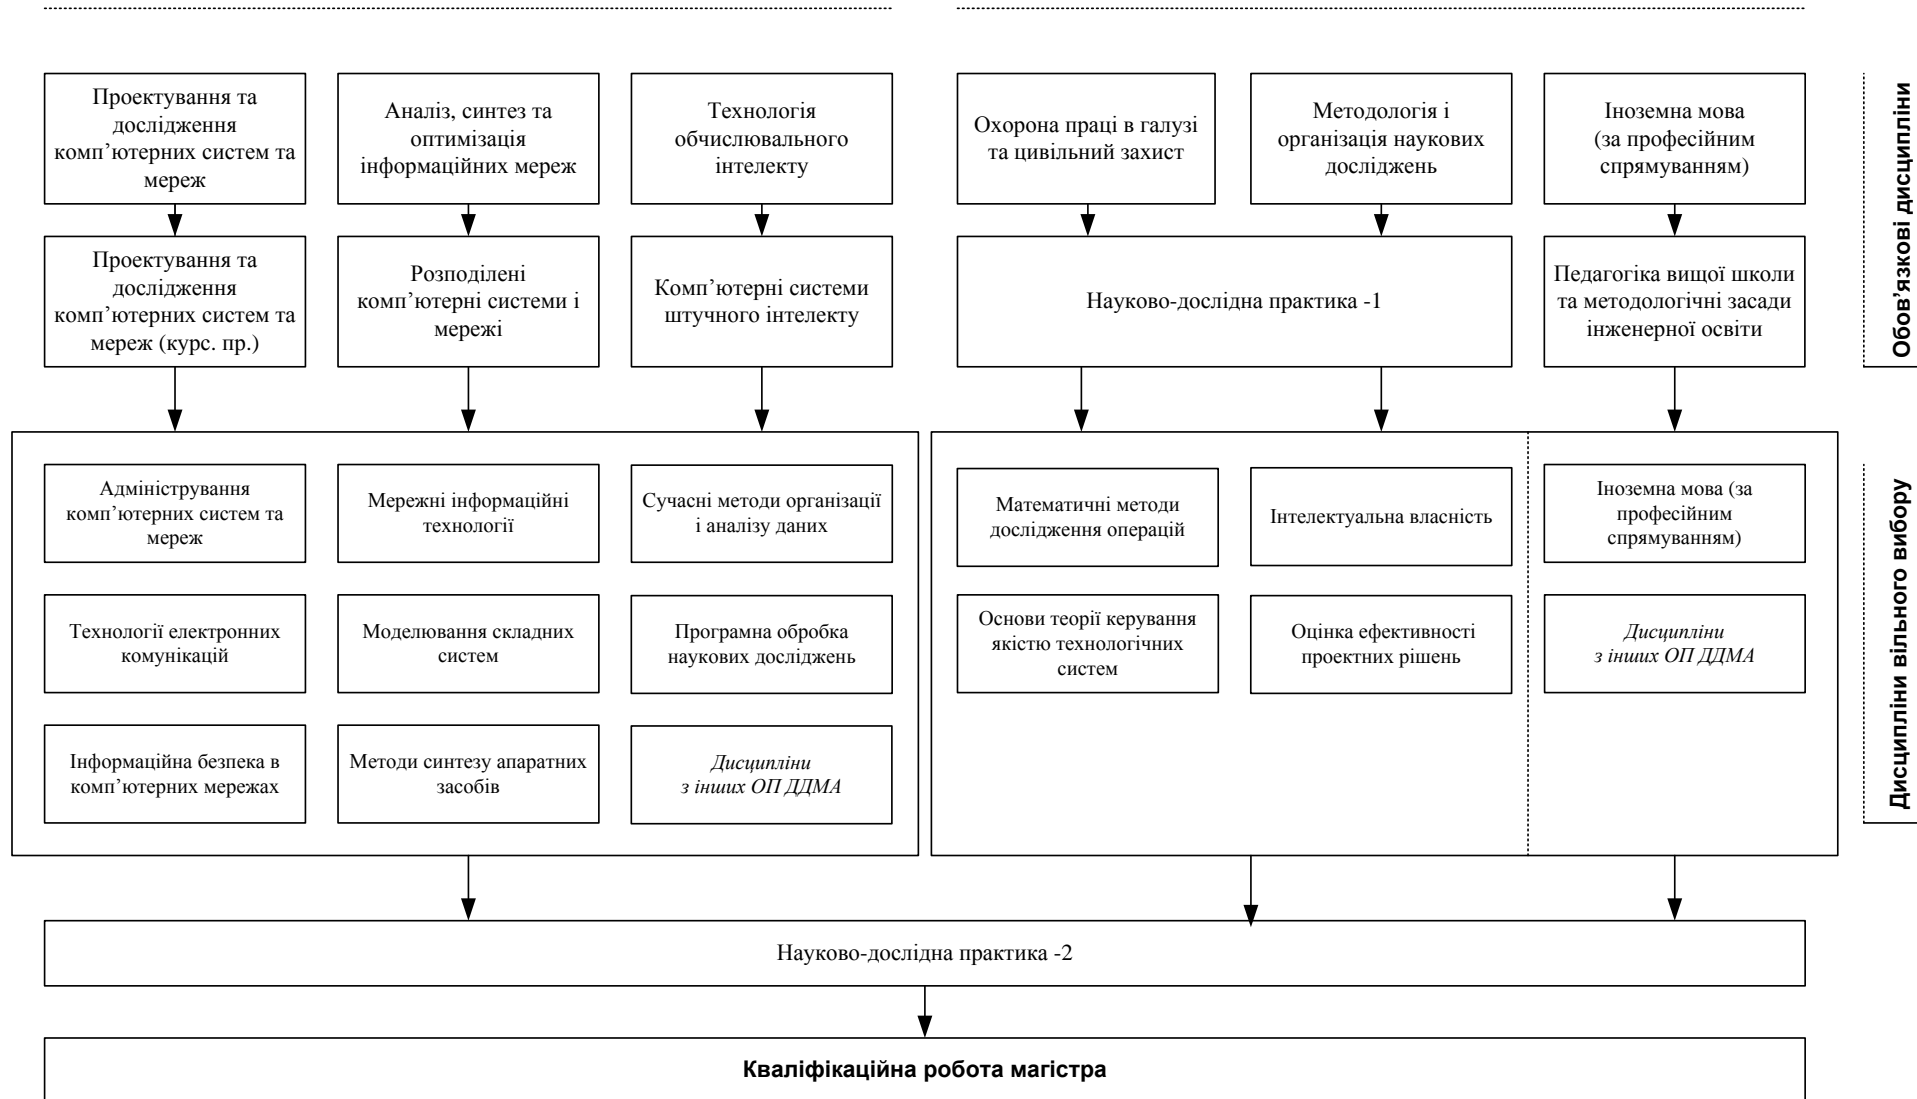 Проектування та
дослідження
комп’ютерних систем та
мереж
Аналіз, синтез та
оптимізація
інформаційних мереж
Технологія
обчислювального
інтелекту
Охорона праці в галузі
та цивільний захист
Методологія і
організація наукових
досліджень
Іноземна мова
(за професійним
спрямуванням)
Обов’язкові дисципліни
Проектування та
дослідження
комп’ютерних систем та
мереж (курс. пр.)
Розподілені
комп’ютерні системи і
мережі
Комп’ютерні системи
штучного інтелекту
Науково-дослідна практика -1
Педагогіка вищої школи
та методологічні засади
інженерної освіти
Адміністрування
комп’ютерних систем та
мереж
Мережні інформаційні
технології
Сучасні методи організації
і аналізу даних
Математичні методи
дослідження операцій
Інтелектуальна власність
Іноземна мова (за
професійним
спрямуванням)
Дисципліни вільного вибору
Технології електронних
комунікацій
Моделювання складних
систем
Програмна обробка
наукових досліджень
Основи теорії керування
якістю технологічних
систем
Оцінка ефективності
проектних рішень
Дисципліни
з інших ОП ДДМА
Інформаційна безпека в
комп’ютерних мережах
Методи синтезу апаратних
засобів
Дисципліни
з інших ОП ДДМА
Науково-дослідна практика -2
Кваліфікаційна робота магістра